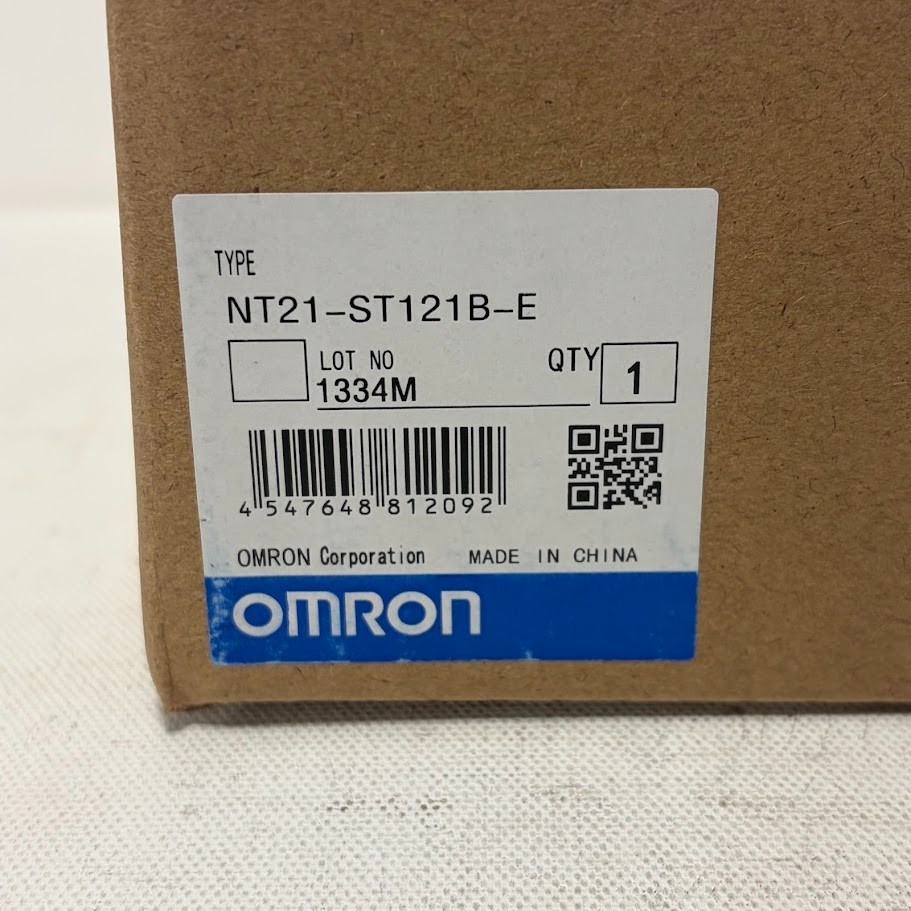 TYPE
NT21-ST121B-E
LOT NO
QTY
1334M
1
4 547648 812092
OMRON Corporation MADE IN CHINA
OMRON